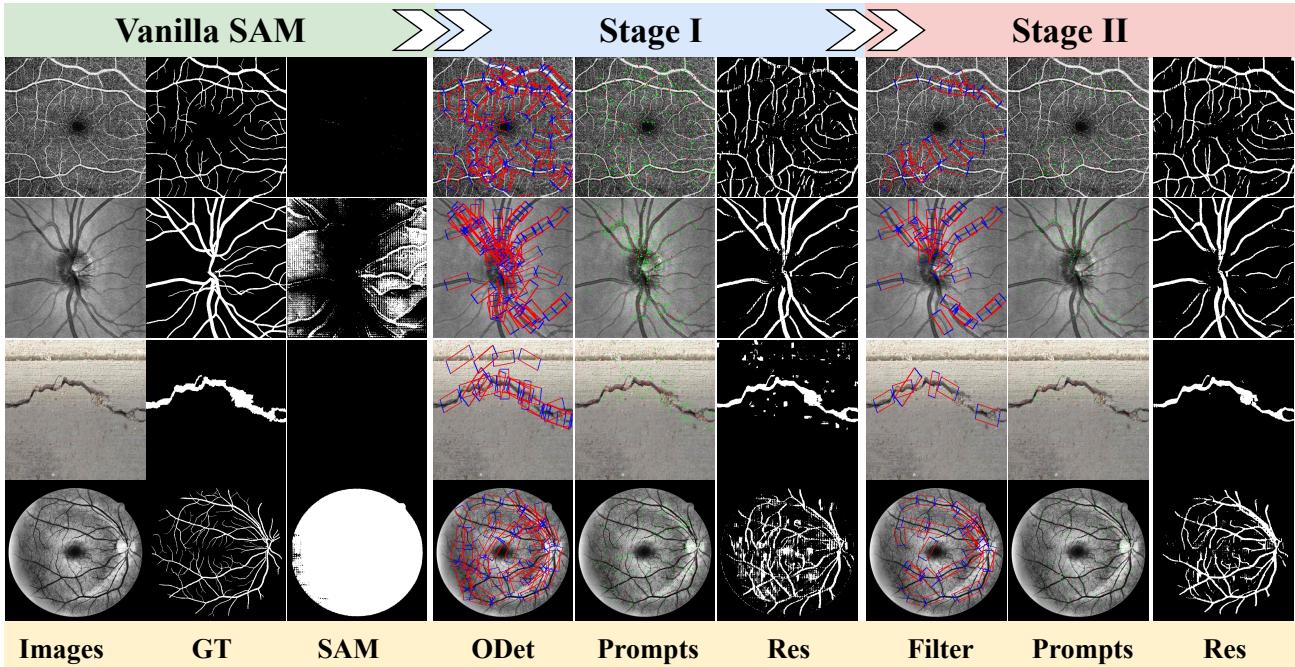 Vanilla SAM Stage I Stage II
Images GT SAM ODet Prompts Res Filter Prompts Res